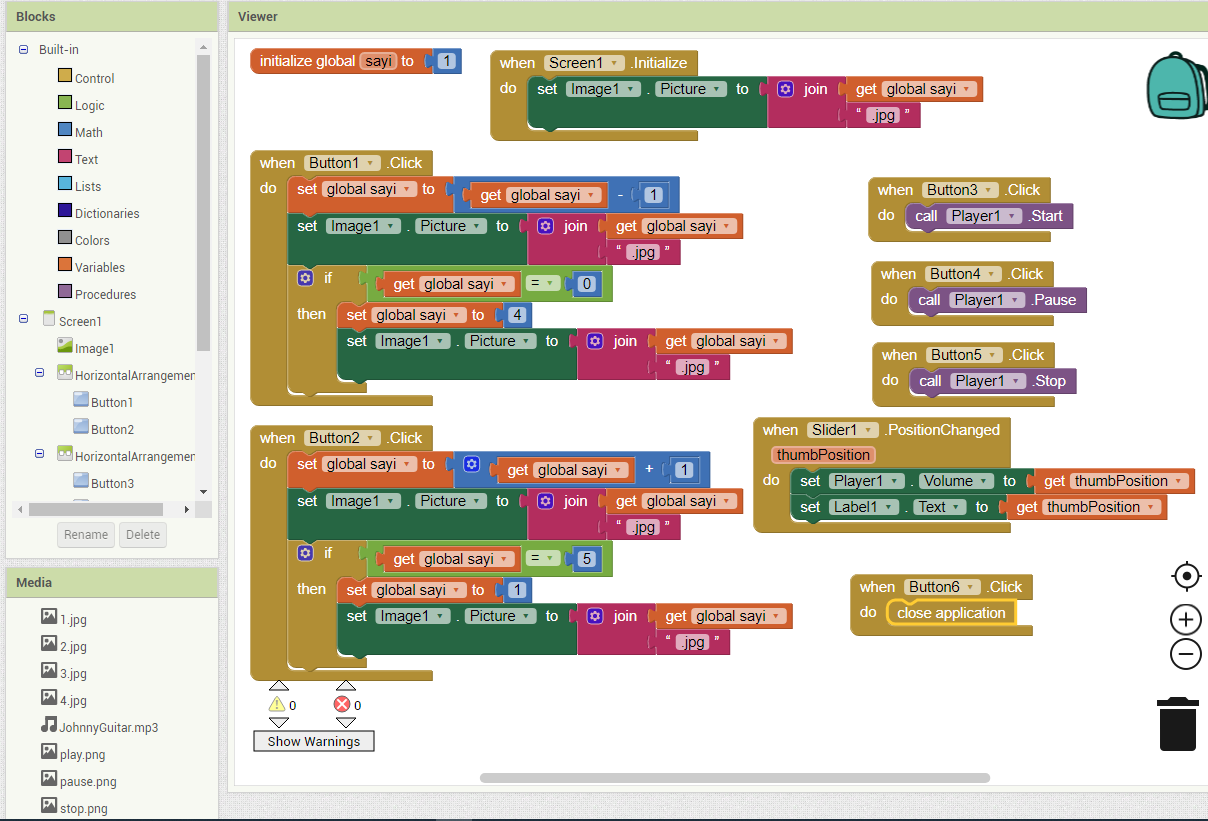 Blocks
Built-in
Control
Logic
Math
Text
Lists
Dictionaries
Colors
Variables
Procedures
Screen1
Image1
HorizontalArrangemen
Button1
Button2
HorizontalArrangemen
Button3
Rename Delete
Media
1.jpg
2.jpg
3.jpg
4.jpg
JohnnyGuitar.mp3
play.png
pause.png
stop.png
Viewer
initialize global sayi to 1
when Screen1 .Initialize
do set Image1 . Picture to join get global sayi
“ .jpg ”
when Button1 .Click
do set global sayi to get global sayi - 1
set Image1 . Picture to join get global sayi
“ .jpg ”
if get global sayi = 0
then set global sayi to 4
set Image1 . Picture to join get global sayi
“ .jpg ”
when Button2 .Click
do set global sayi to get global sayi + 1
set Image1 . Picture to join get global sayi
“ .jpg ”
if get global sayi = 5
then set global sayi to 1
set Image1 . Picture to join get global sayi
“ .jpg ”
when Button3 .Click
do call Player1 .Start
when Button4 .Click
do call Player1 .Pause
when Button5 .Click
do call Player1 .Stop
when Slider1 .PositionChanged
thumbPosition
do set Player1 . Volume to get thumbPosition
set Label1 . Text to get thumbPosition
when Button6 .Click
do close application
0 0
Show Warnings